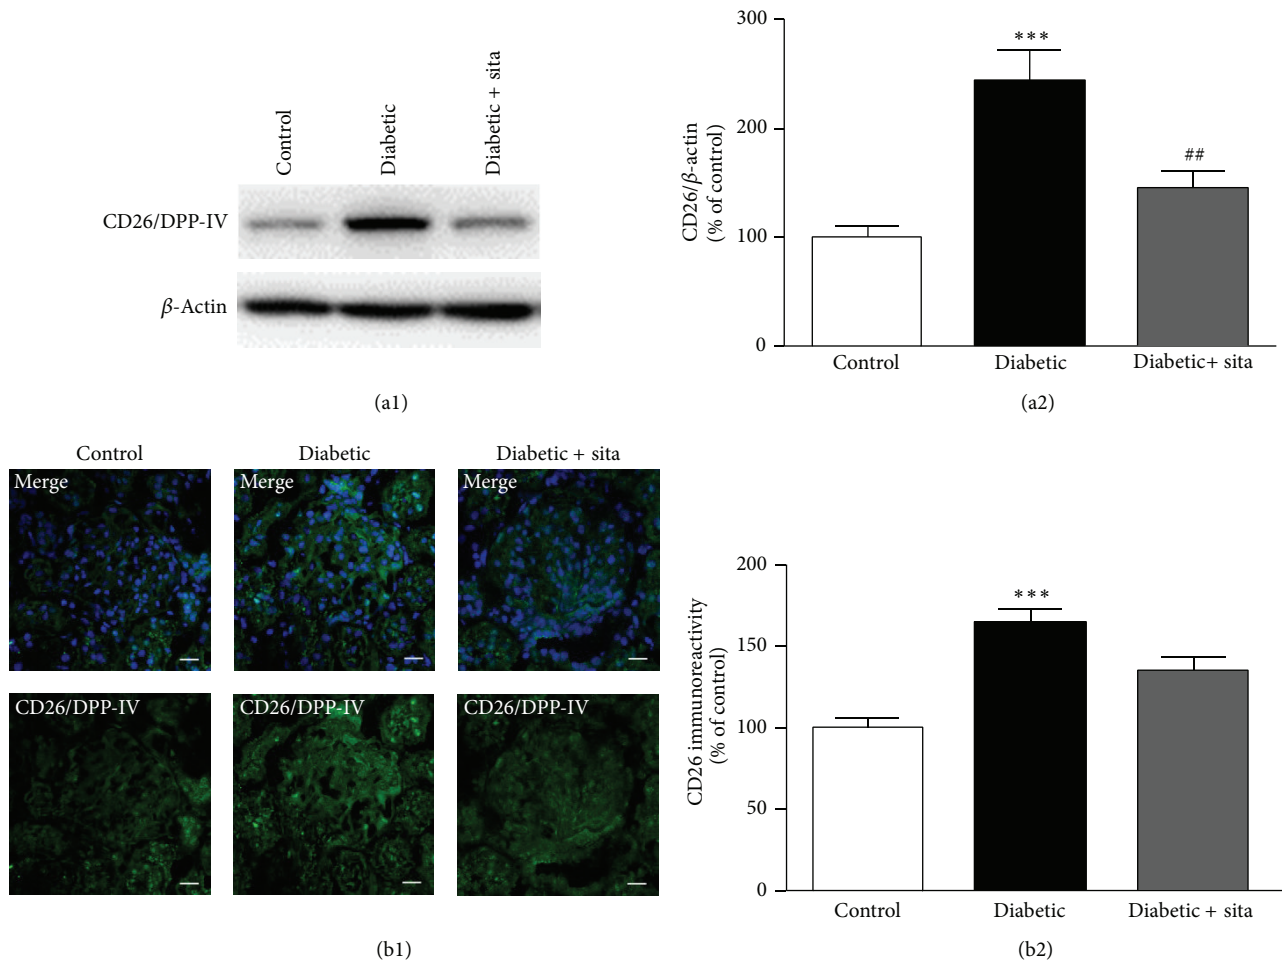 Control
Diabetic
Diabetic + sita
CD26/DPP-IV
β-Actin
(a1)
CD26/β-actin
(% of control)
300
200
100
0
***
##
Control
Diabetic
Diabetic+ sita
(a2)
Control
Diabetic
Diabetic + sita
Merge
Merge
Merge
CD26/DPP-IV
CD26/DPP-IV
CD26/DPP-IV
(b1)
CD26 immunoreactivity
(% of control)
200
150
100
50
0
***
Control
Diabetic
Diabetic + sita
(b2)